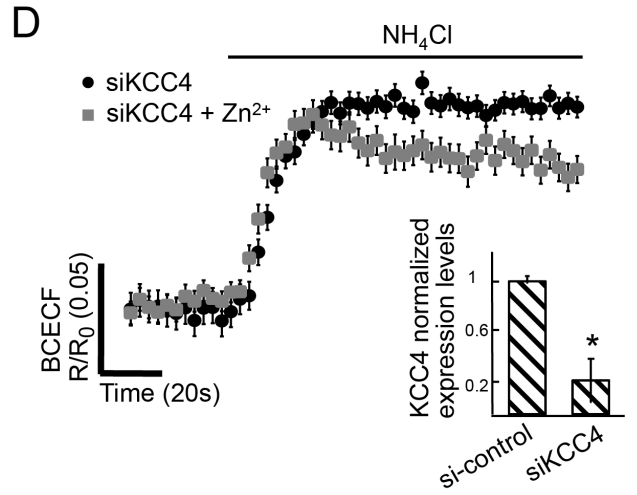 D
NH₄Cl
siKCC4
siKCC4 + Zn²⁺
BCECF
R/R₀ (0.05)
Time (20s)
KCC4 normalized
expression levels
1
0.6
0.2
*
si-control
siKCC4